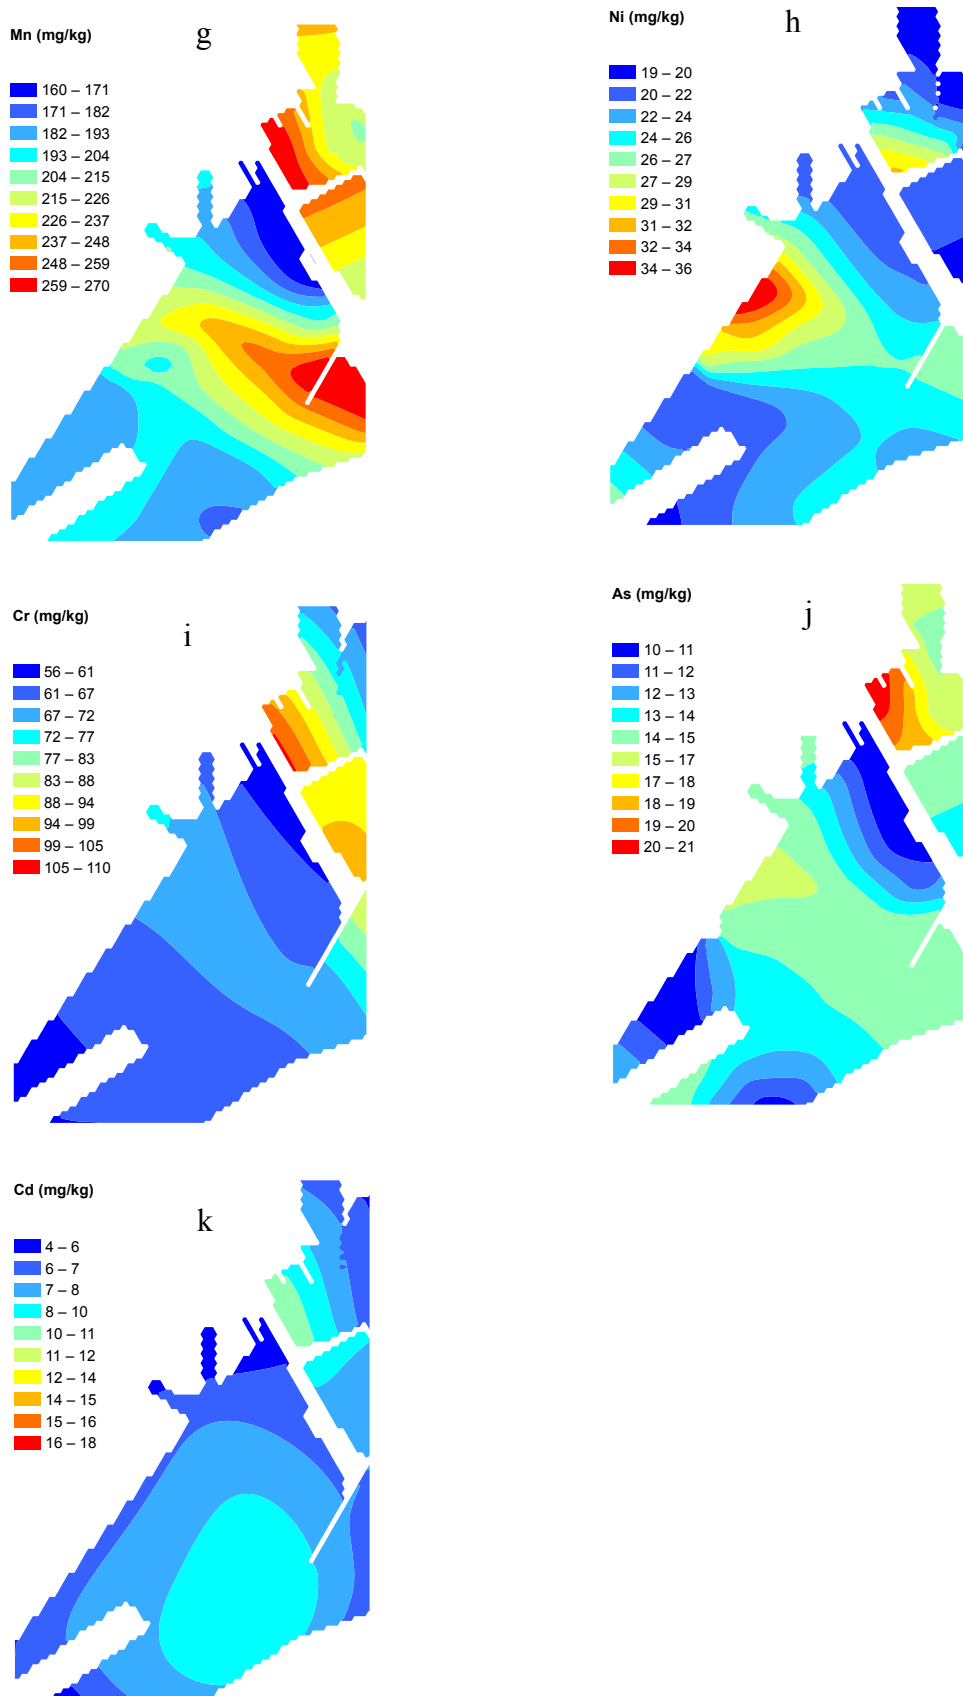 Mn (mg/kg)
g
160 – 171
171 – 182
182 – 193
193 – 204
204 – 215
215 – 226
226 – 237
237 – 248
248 – 259
259 – 270
Ni (mg/kg)
h
19 – 20
20 – 22
22 – 24
24 – 26
26 – 27
27 – 29
29 – 31
31 – 32
32 – 34
34 – 36
Cr (mg/kg)
i
56 – 61
61 – 67
67 – 72
72 – 77
77 – 83
83 – 88
88 – 94
94 – 99
99 – 105
105 – 110
As (mg/kg)
j
10 – 11
11 – 12
12 – 13
13 – 14
14 – 15
15 – 17
17 – 18
18 – 19
19 – 20
20 – 21
Cd (mg/kg)
k
4 – 6
6 – 7
7 – 8
8 – 10
10 – 11
11 – 12
12 – 14
14 – 15
15 – 16
16 – 18